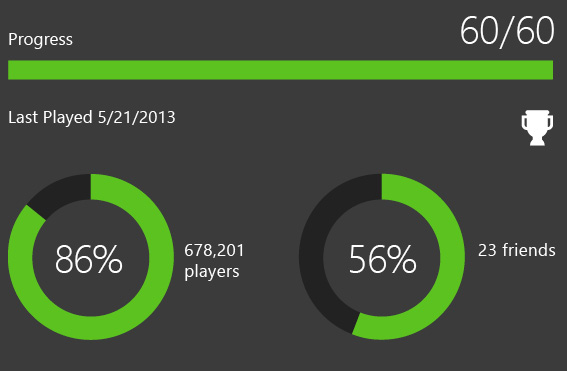 Progress
60/60
Last Played 5/21/2013
86%
678,201
players
56%
23 friends